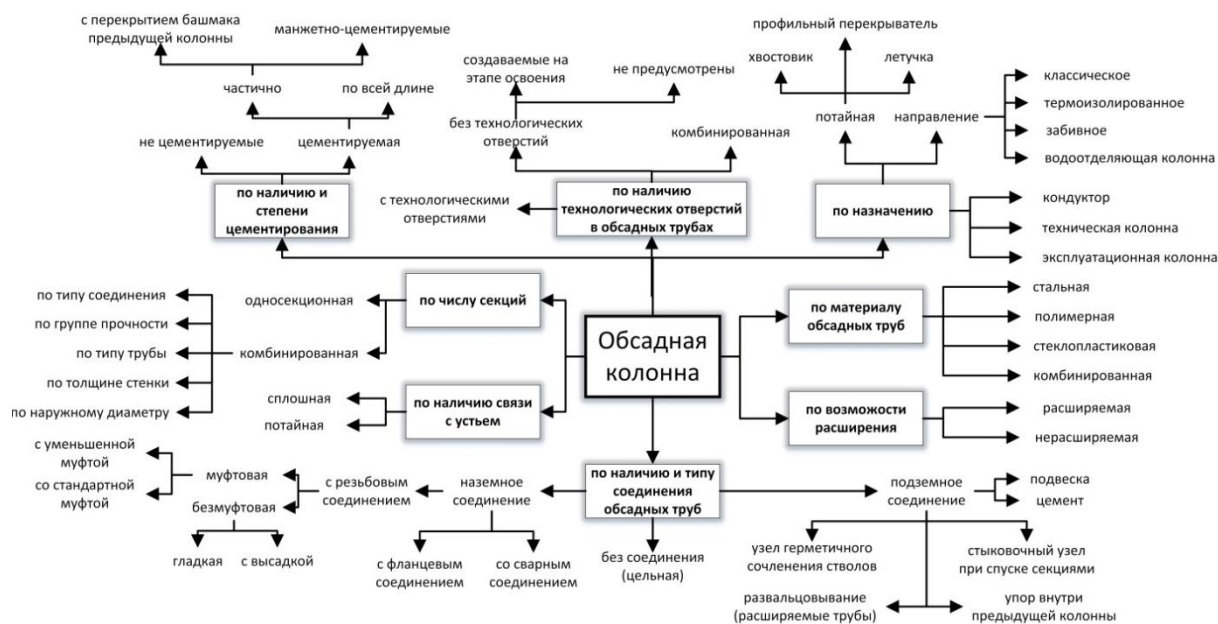 с перекрытием башмака
предыдущей колонны
манжетно-цементируемые
частично
по всей длине
не цементируемые
цементируемая
по наличию и
степени
цементирования
создаваемые на
этапе освоения
не предусмотрены
без технологических
отверстий
комбинированная
с технологическими
отверстиями
по наличию
технологических отверстий
в обсадных трубах
профильный перекрыватель
хвостовик
летучка
потайная
направление
классическое
термоизолированное
забивное
водоотделяющая колонна
по назначению
кондуктор
техническая колонна
эксплуатационная колонна
по типу соединения
по группе прочности
по типу трубы
по толщине стенки
по наружному диаметру
односекционная
комбинированная
по числу секций
сплошная
потайная
по наличию связи
с устьем
Обсадная
колонна
по материалу
обсадных труб
стальная
полимерная
стеклопластиковая
комбинированная
по возможости
расширения
расширяемая
нерасширяемая
с уменьшенной
муфтой
со стандартной
муфтой
муфтовая
безмуфтовая
гладкая
с высадкой
с резьбовым
соединением
наземное
соединение
с фланцевым
соединением
со сварным
соединением
по наличию и типу
соединения
обсадных труб
без соединения
(цельная)
подземное
соединение
подвеска
цемент
узел герметичного
сочленения стволов
стыковочный узел
при спуске секциями
развальцовывание
(расширяемые трубы)
упор внутри
предыдущей колонны